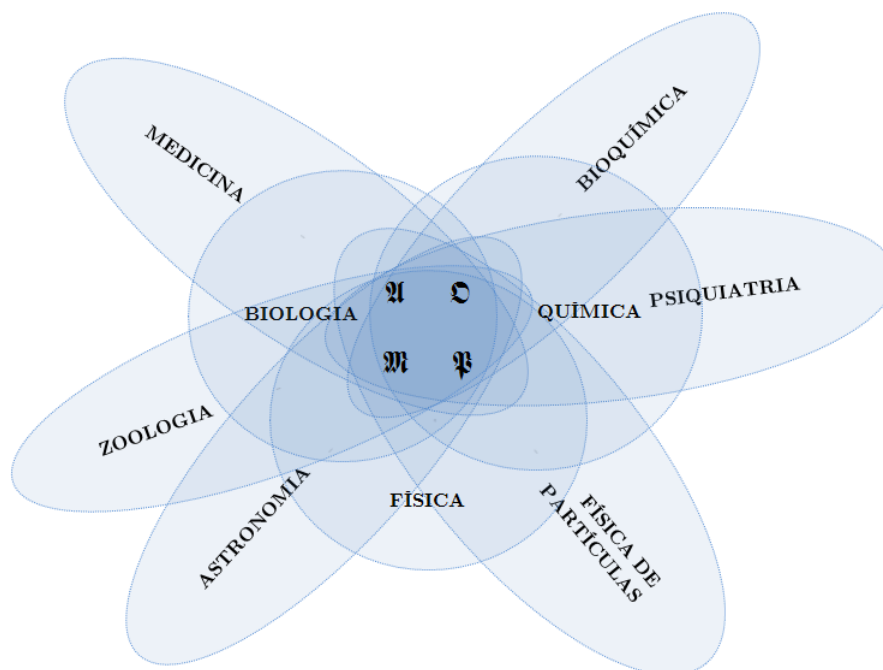 MEDICINA
BIOQUÍMICA
PSIQUIATRIA
𝕬 𝕺
BIOLOGIA
QUÍMICA
𝕸 𝕻
ZOOLOGIA
ASTRONOMIA
FÍSICA
FÍSICA DE
PARTÍCULAS